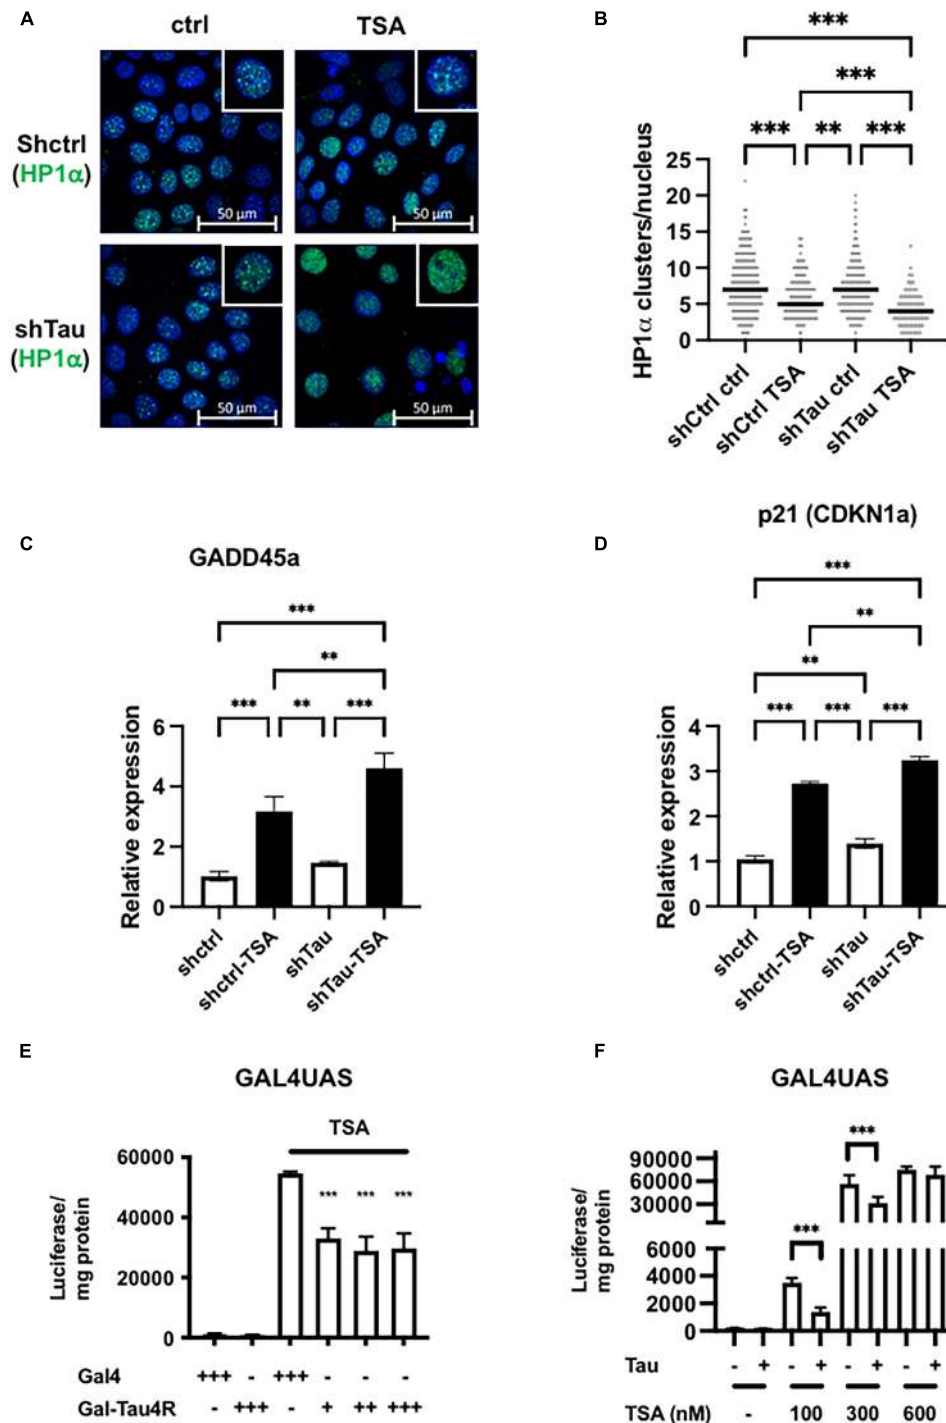 A
ctrl
TSA
Shctrl
(HP1α)
50 µm
50 µm
shTau
(HP1α)
50 µm
50 µm
B
***
***
*** ** ***
HP1α clusters/nucleus
25
20
15
10
5
0
shCtrl ctrl
shCtrl TSA
shTau ctrl
shTau TSA
C
GADD45a
***
**
*** ** ***
Relative expression
6
4
2
0
shctrl
shctrl-TSA
shTau
shTau-TSA
D
p21 (CDKN1a)
***
**
**
*** *** ***
Relative expression
4
3
2
1
0
shctrl
shctrl-TSA
shTau
shTau-TSA
E
GAL4UAS
TSA
Luciferase/
mg protein
60000
40000
20000
0
*** *** ***
Gal4 +++ - +++ - - -
Gal-Tau4R - +++ - + ++ +++
F
GAL4UAS
***
***
Luciferase/
mg protein
90000
60000
30000
6000
4000
2000
0
Tau - + - + - + - +
TSA (nM) - 100 300 600